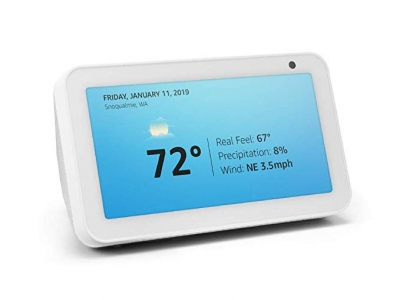 FRIDAY, JANUARY 11, 2019
Snoqualmie, WA
72°
Real Feel: 67°
Precipitation: 8%
Wind: NE 3.5mph